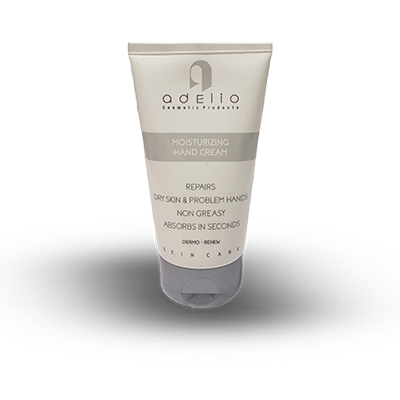 adelio
Cosmetic Products
MOISTURIZING
HAND CREAM
REPAIRS
DRY SKIN & PROBLEM HANDS
NON GREASY
ABSORBS IN SECONDS
DERMO - RENEW
SKIN CARE